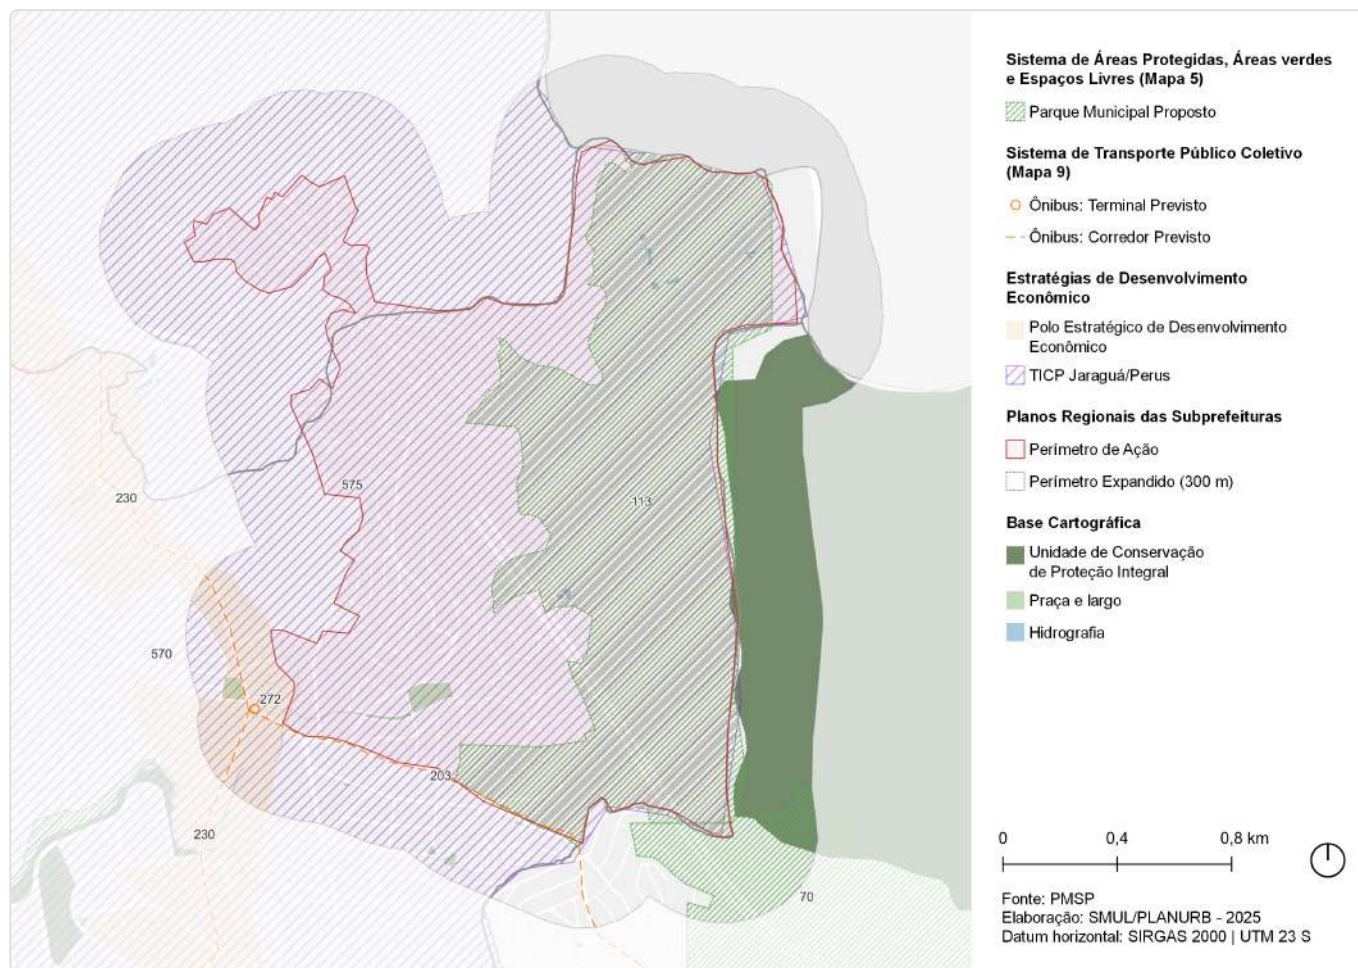 Sistema de Áreas Protegidas, Áreas verdes
e Espaços Livres (Mapa 5)
Parque Municipal Proposto
Sistema de Transporte Público Coletivo
(Mapa 9)
Ônibus: Terminal Previsto
Ônibus: Corredor Previsto
Estratégias de Desenvolvimento
Econômico
Polo Estratégico de Desenvolvimento
Econômico
TICP Jaraguá/Perus
Planos Regionais das Subprefeituras
Perímetro de Ação
Perímetro Expandido (300 m)
Base Cartográfica
Unidade de Conservação
de Proteção Integral
Praça e largo
Hidrografia
0 0,4 0,8 km
Fonte: PMSP
Elaboração: SMUL/PLANURB - 2025
Datum horizontal: SIRGAS 2000 | UTM 23 S
575
230
113
570
272
203
230
70